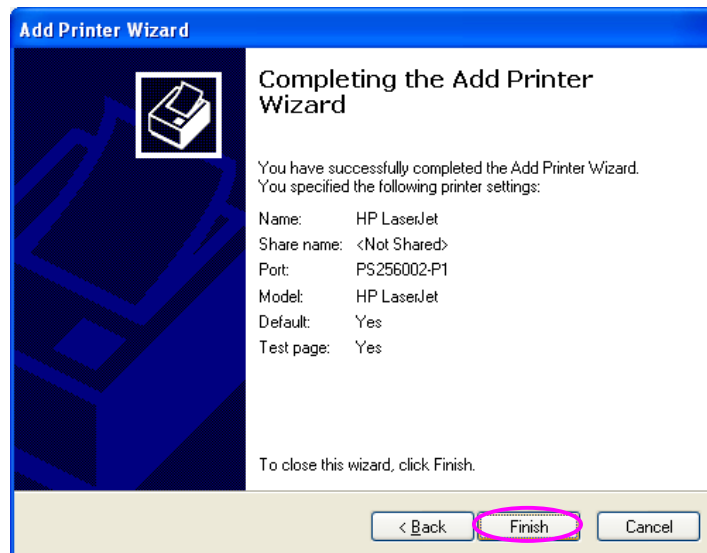 Add Printer Wizard
Completing the Add Printer
Wizard
You have successfully completed the Add Printer Wizard.
You specified the following printer settings:
Name: HP LaserJet
Share name: <Not Shared>
Port: PS256002-P1
Model: HP LaserJet
Default: Yes
Test page: Yes
To close this wizard, click Finish.
< Back Finish Cancel